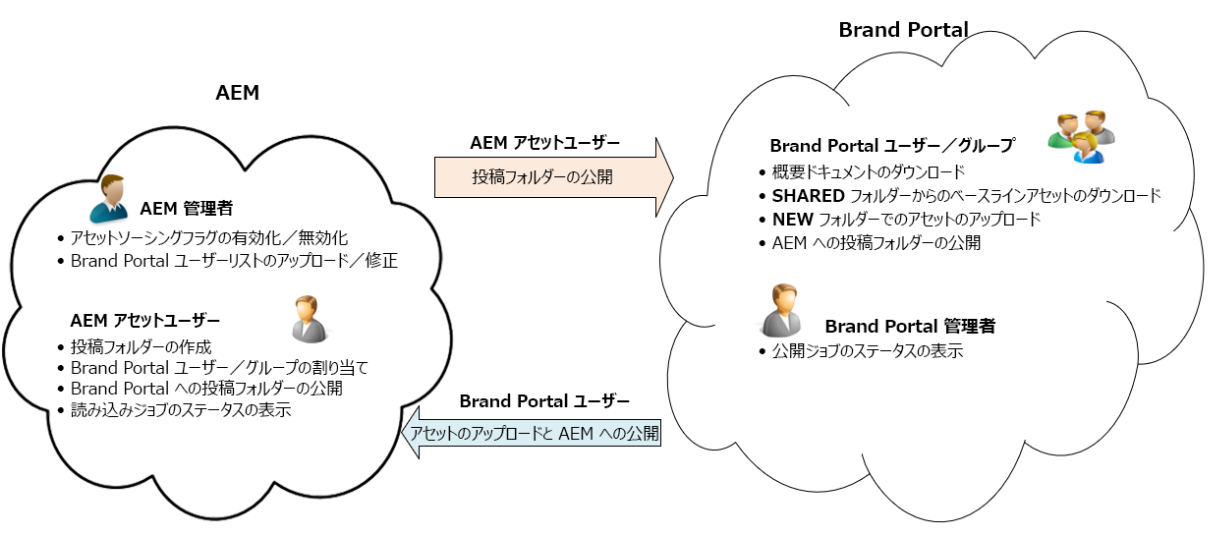 Brand Portal
AEM
AEM 管理者
• アセットソーシングフラグの有効化／無効化
• Brand Portal ユーザーリストのアップロード／修正
AEM アセットユーザー
• 投稿フォルダーの作成
• Brand Portal ユーザー／グループの割り当て
• Brand Portal への投稿フォルダーの公開
• 読み込みジョブのステータスの表示
AEM アセットユーザー
投稿フォルダーの公開
Brand Portal ユーザー
アセットのアップロードと AEM への公開
Brand Portal ユーザー／グループ
• 概要ドキュメントのダウンロード
• SHARED フォルダーからのベースラインアセットのダウンロード
• NEW フォルダーでのアセットのアップロード
• AEM への投稿フォルダーの公開
Brand Portal 管理者
• 公開ジョブのステータスの表示